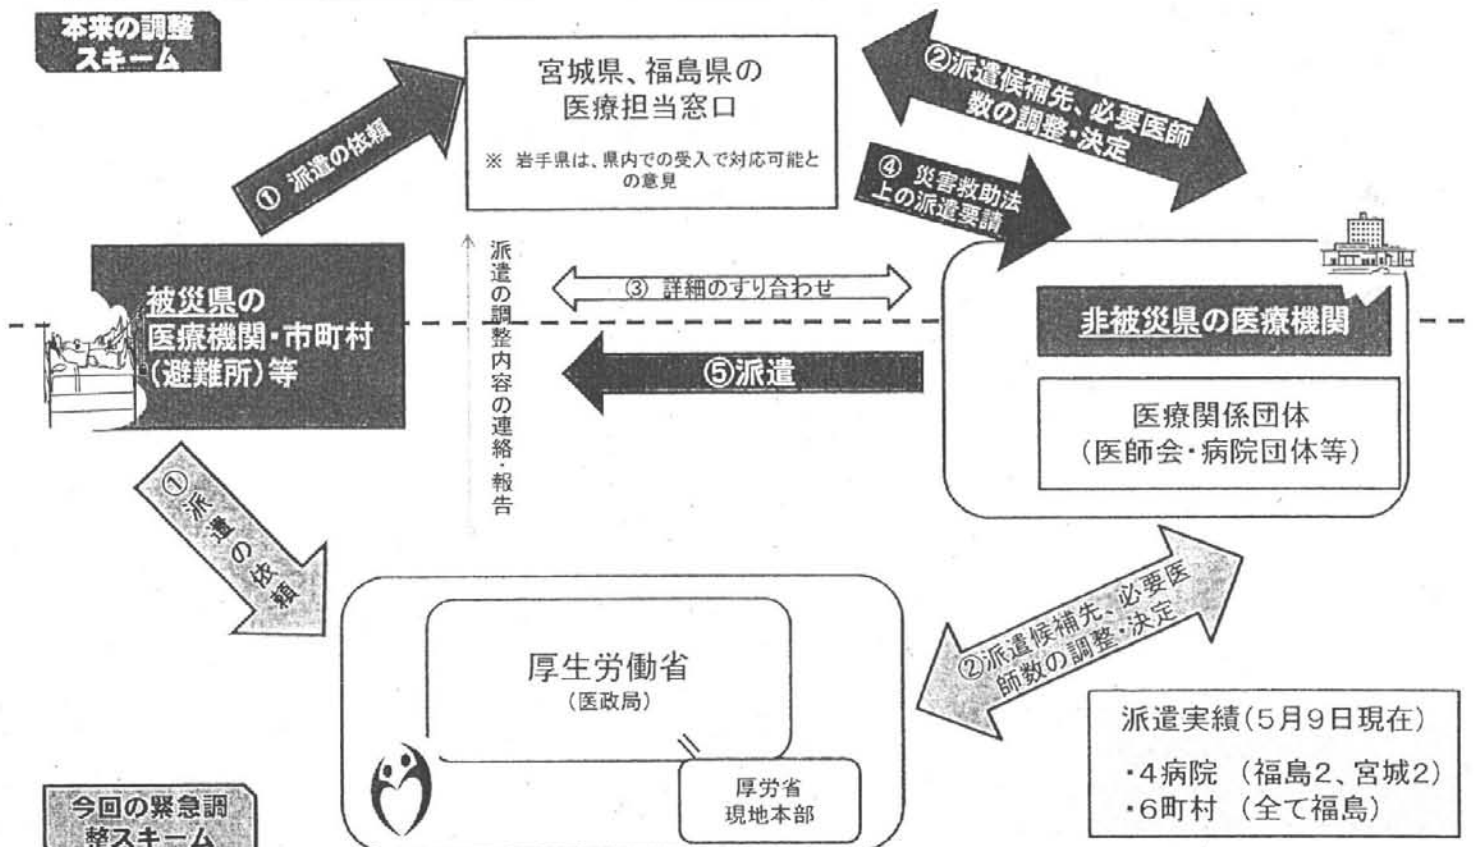 本来の調整
スキーム
宮城県、福島県の
医療担当窓口
※ 岩手県は、県内での受入で対応可能と
の意見
① 派遣の依頼
②派遣候補先、必要医師
数の調整・決定
④ 災害救助法
上の派遣要請
被災県の
医療機関・市町村
(避難所)等
派遣の調整内容の連絡・報告
③ 詳細のすり合わせ
⑤派遣
非被災県の医療機関
医療関係団体
(医師会・病院団体等)
①派遣の依頼
②派遣候補先、必要医
師数の調整・決定
厚生労働省
(医政局)
厚労省
現地本部
派遣実績(5月9日現在)
・4病院 (福島2、宮城2)
・6町村 (全て福島)
今回の緊急調
整スキーム